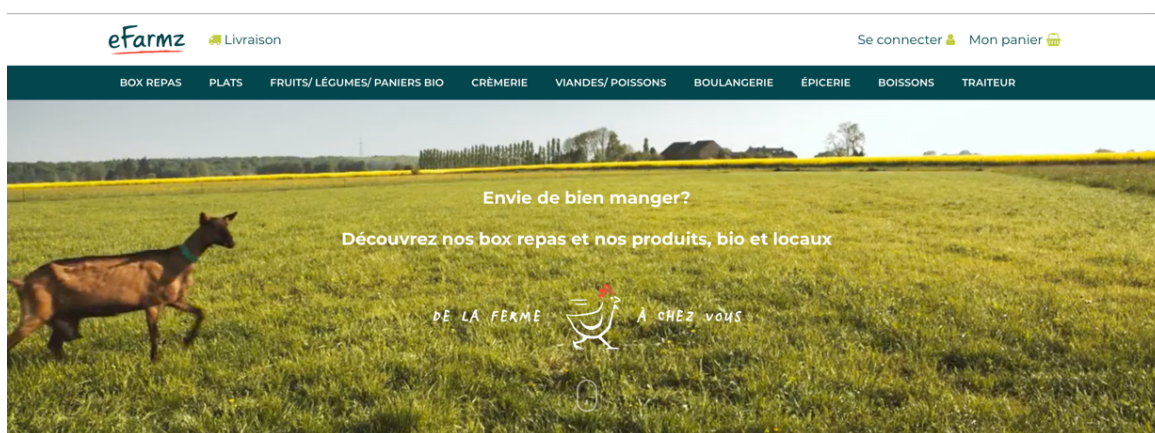 eFarmz
Livraison
Se connecter
Mon panier
BOX REPAS PLATS FRUITS/ LÉGUMES/ PANIERS BIO CRÈMERIE VIANDES/ POISSONS BOULANGERIE ÉPICERIE BOISSONS TRAITEUR
Envie de bien manger?
Découvrez nos box repas et nos produits, bio et locaux
DE LA FERME À CHEZ VOUS